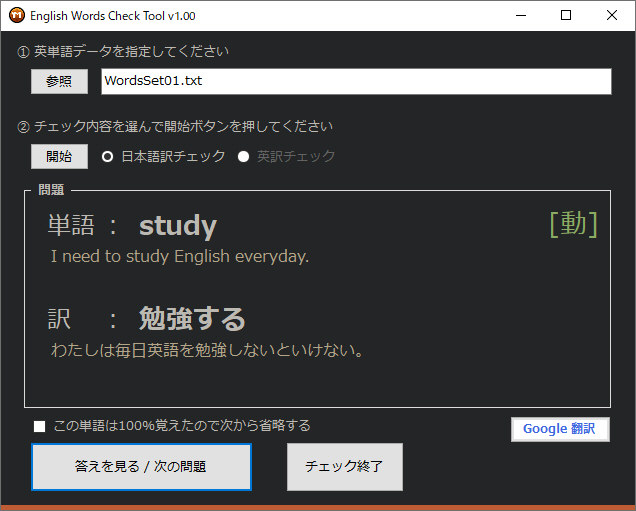 English Words Check Tool v1.00
① 英単語データを指定してください
参照 WordsSet01.txt
② チェック内容を選んで開始ボタンを押してください
開始 日本語訳チェック 英訳チェック
問題
単語 : study [動]
I need to study English everyday.
訳 : 勉強する
わたしは毎日英語を勉強しないといけない。
この単語は100%覚えたので次から省略する
Google 翻訳
答えを見る / 次の問題 チェック終了